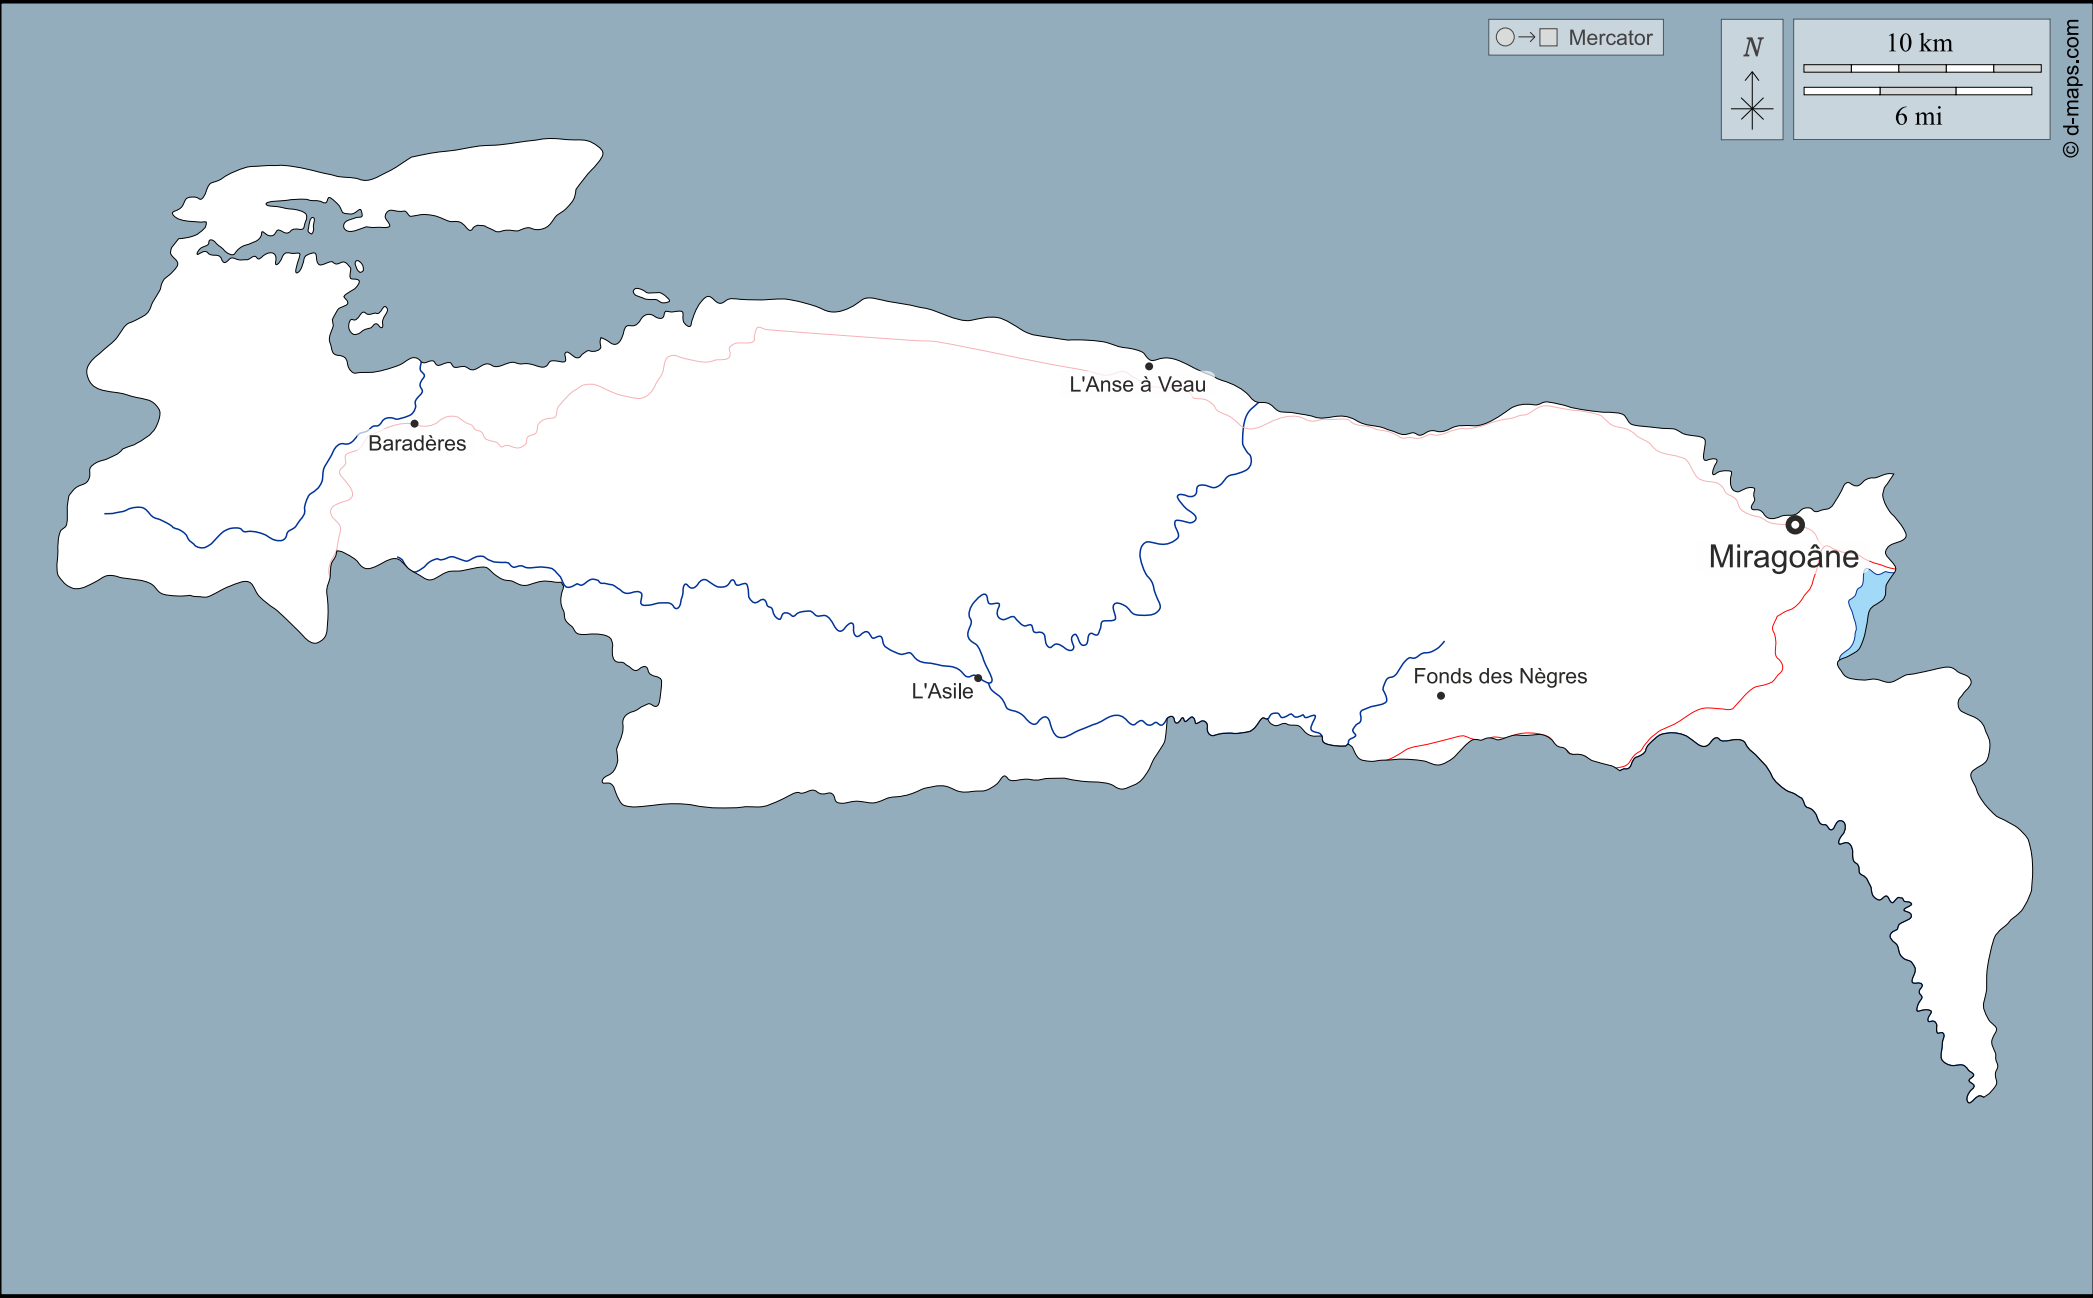 Mercator
N
10 km
6 mi
© d-maps.com
L'Anse à Veau
Baradères
Miragoâne
L'Asile
Fonds des Nègres